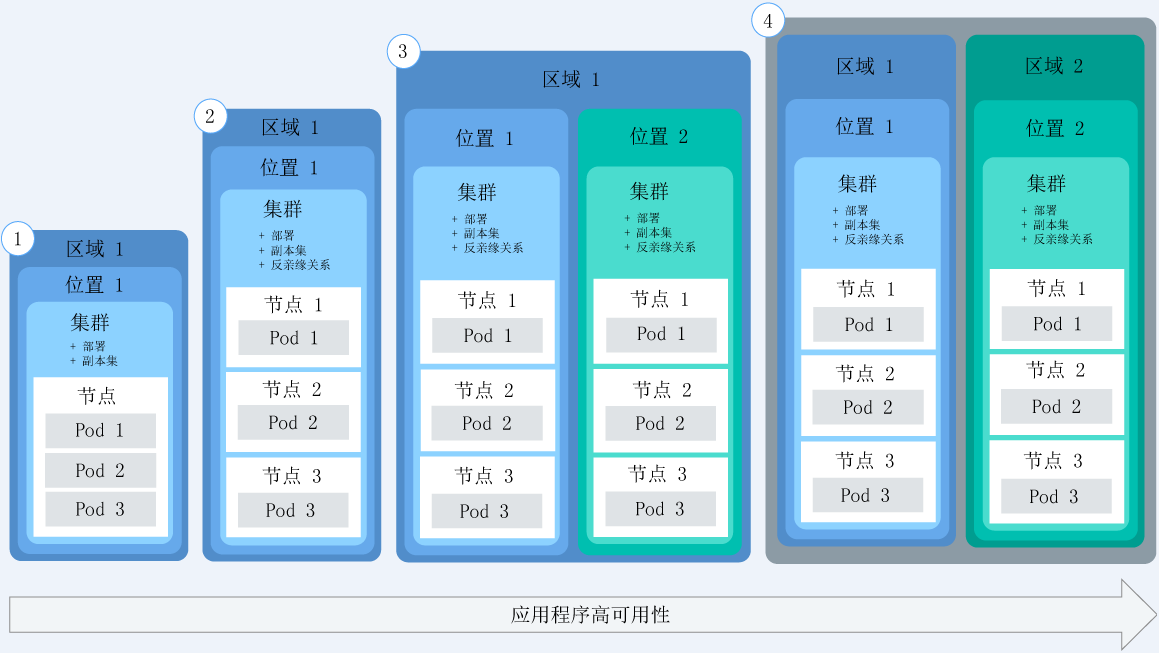 1
区域 1
位置 1
集群
+ 部署
+ 副本集
节点
Pod 1
Pod 2
Pod 3
2
区域 1
位置 1
集群
+ 部署
+ 副本集
+ 反亲缘关系
节点 1
Pod 1
节点 2
Pod 2
节点 3
Pod 3
3
区域 1
位置 1
集群
+ 部署
+ 副本集
+ 反亲缘关系
节点 1
Pod 1
节点 2
Pod 2
节点 3
Pod 3
位置 2
集群
+ 部署
+ 副本集
+ 反亲缘关系
节点 1
Pod 1
节点 2
Pod 2
节点 3
Pod 3
4
区域 1
位置 1
集群
+ 部署
+ 副本集
+ 反亲缘关系
节点 1
Pod 1
节点 2
Pod 2
节点 3
Pod 3
区域 2
位置 2
集群
+ 部署
+ 副本集
+ 反亲缘关系
节点 1
Pod 1
节点 2
Pod 2
节点 3
Pod 3
应用程序高可用性